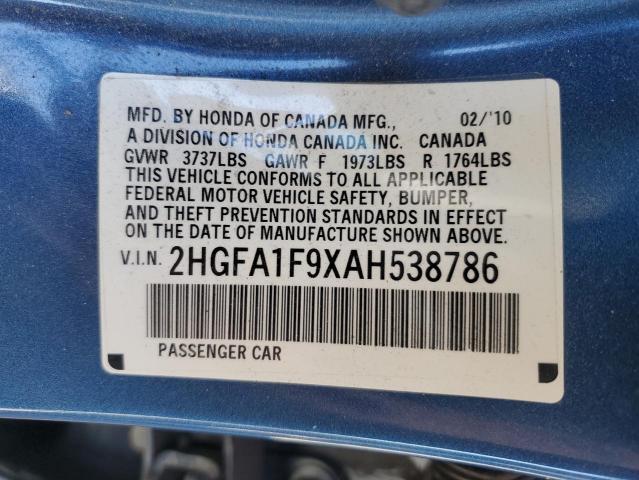 MFD. BY HONDA OF CANADA MFG., 02/'10
A DIVISION OF HONDA CANADA INC. CANADA
GVWR 3737LBS GAWR F 1973LBS R 1764LBS
THIS VEHICLE CONFORMS TO ALL APPLICABLE
FEDERAL MOTOR VEHICLE SAFETY, BUMPER,
AND THEFT PREVENTION STANDARDS IN EFFECT
ON THE DATE OF MANUFACTURE SHOWN ABOVE.
V.I.N. 2HGFA1F9XAH538786
PASSENGER CAR